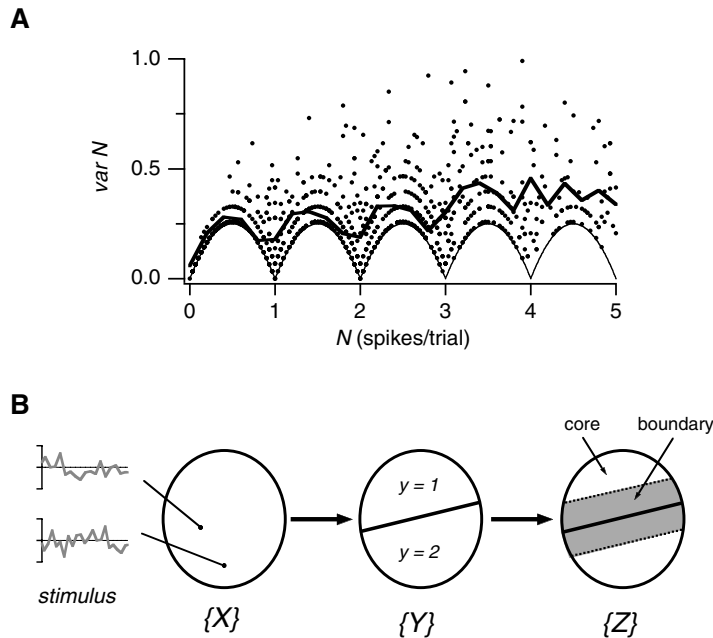 A
1.0
0.5
0.0
var N
0
1
2
3
4
5
N (spikes/trial)
B
core
boundary
y = 1
y = 2
stimulus
{X}
{Y}
{Z}